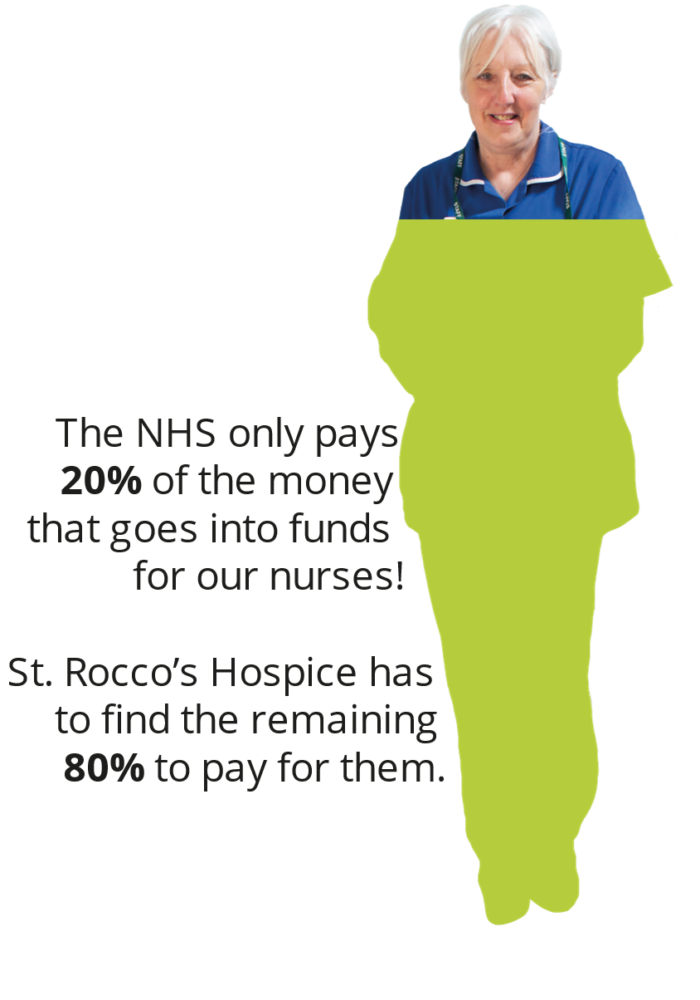 The NHS only pays
20% of the money
that goes into funds
for our nurses!
St. Rocco’s Hospice has
to find the remaining
80% to pay for them.
STAFF